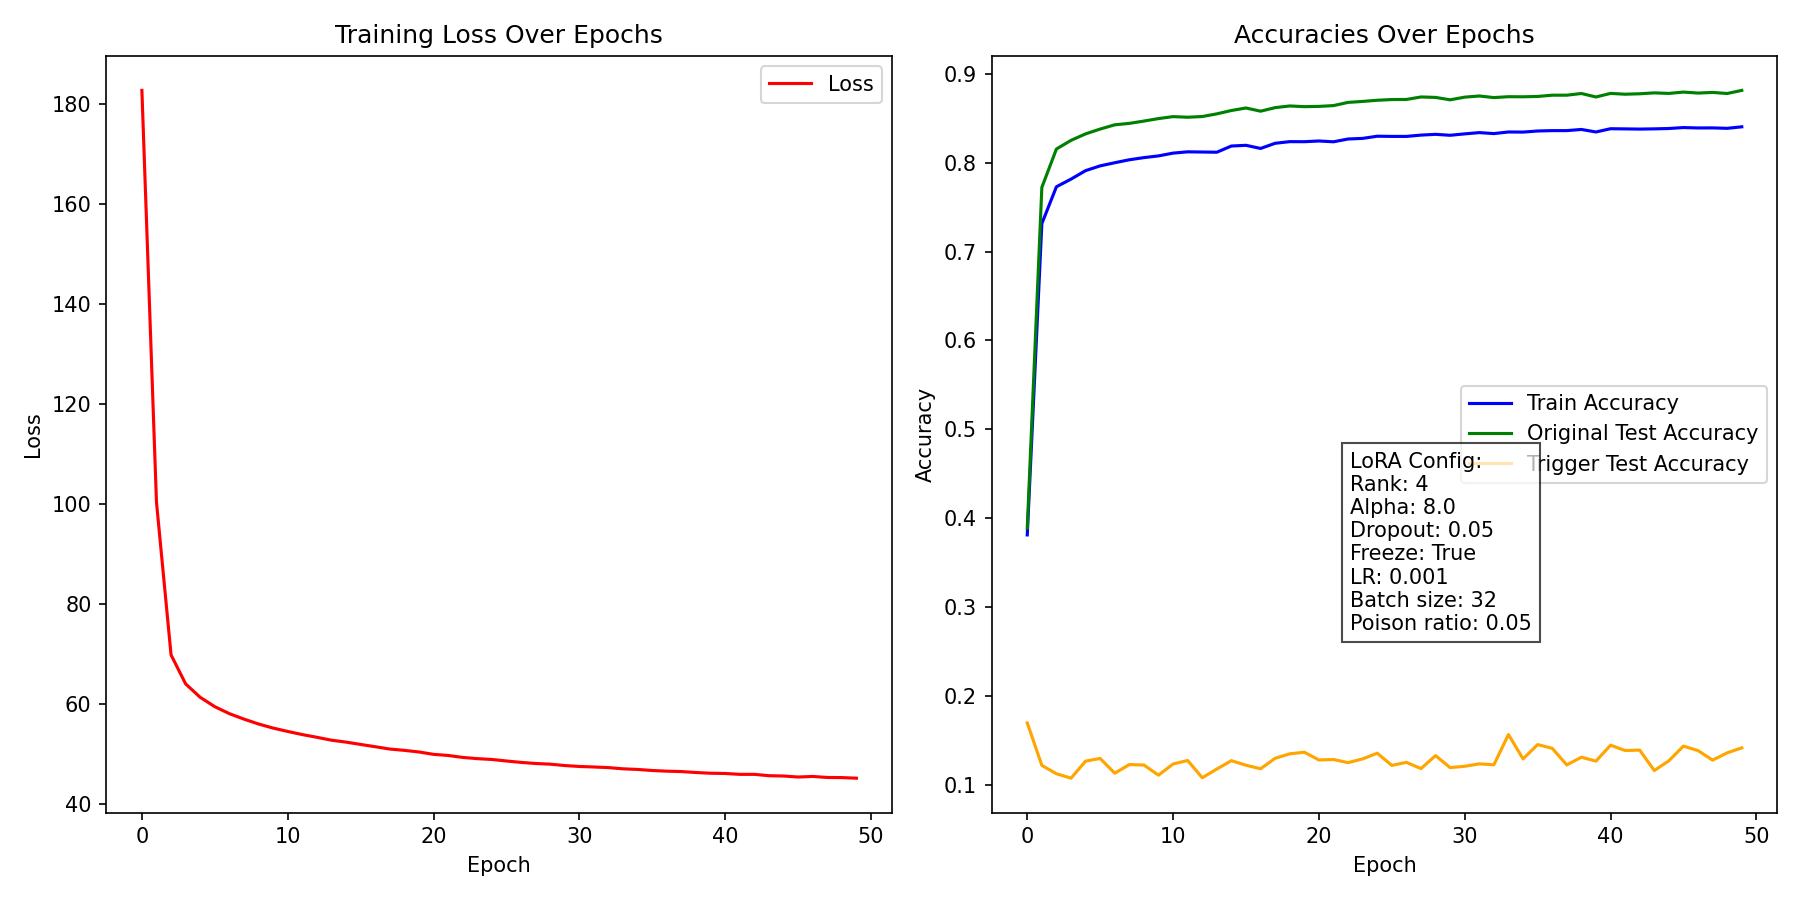 Training Loss Over Epochs
Loss
180
160
140
120
100
80
60
40
Loss
0
10
20
30
40
50
Epoch
Accuracies Over Epochs
0.9
0.8
0.7
0.6
0.5
0.4
0.3
0.2
0.1
Accuracy
Train Accuracy
Original Test Accuracy
Trigger Test Accuracy
LoRA Config:
Rank: 4
Alpha: 8.0
Dropout: 0.05
Freeze: True
LR: 0.001
Batch size: 32
Poison ratio: 0.05
0
10
20
30
40
50
Epoch